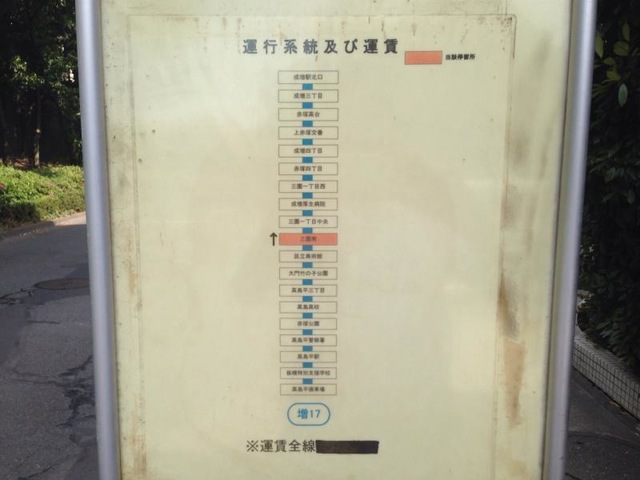 運行系統及び運賃
当該停留所
成増駅北口
成増三丁目
赤塚高台
上赤塚交番
成増四丁目
赤塚四丁目
三園一丁目西
成増厚生病院
三園一丁目中央
↑
区立美術館
大門竹の子公園
高島平三丁目
高島高校
赤塚公園
高島平警察署
高島平駅
板橋特別支援学校
高島平操車場
増17
※運賃全線